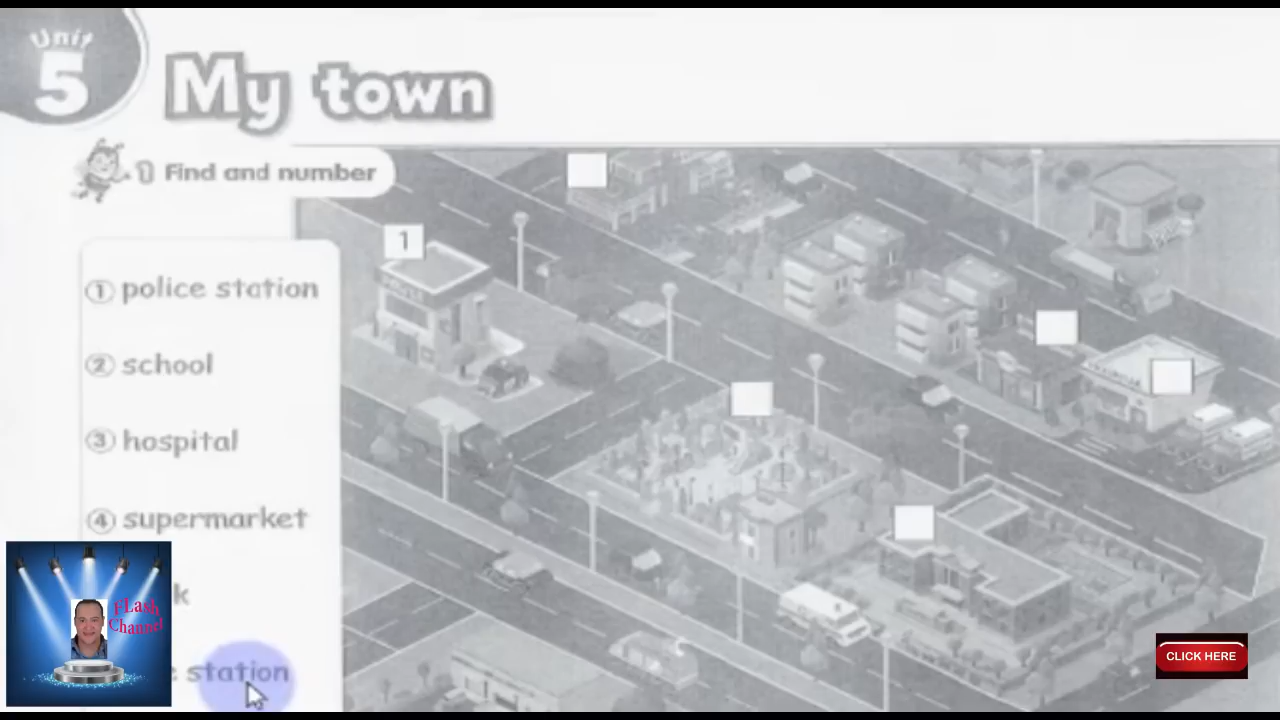 Unit
5
My town
1 Find and number
1 police station
2 school
3 hospital
4 supermarket
k
station
1
FLash
Channel
CLICK HERE